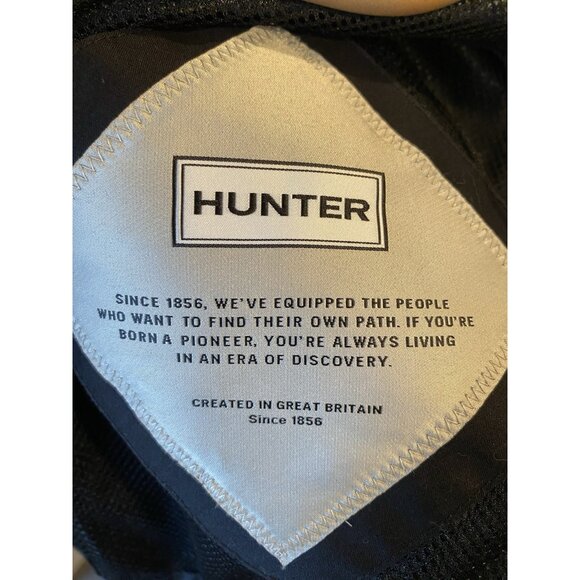 HUNTER
SINCE 1856, WE'VE EQUIPPED THE PEOPLE
WHO WANT TO FIND THEIR OWN PATH. IF YOU'RE
BORN A PIONEER, YOU'RE ALWAYS LIVING
IN AN ERA OF DISCOVERY.
CREATED IN GREAT BRITAIN
Since 1856